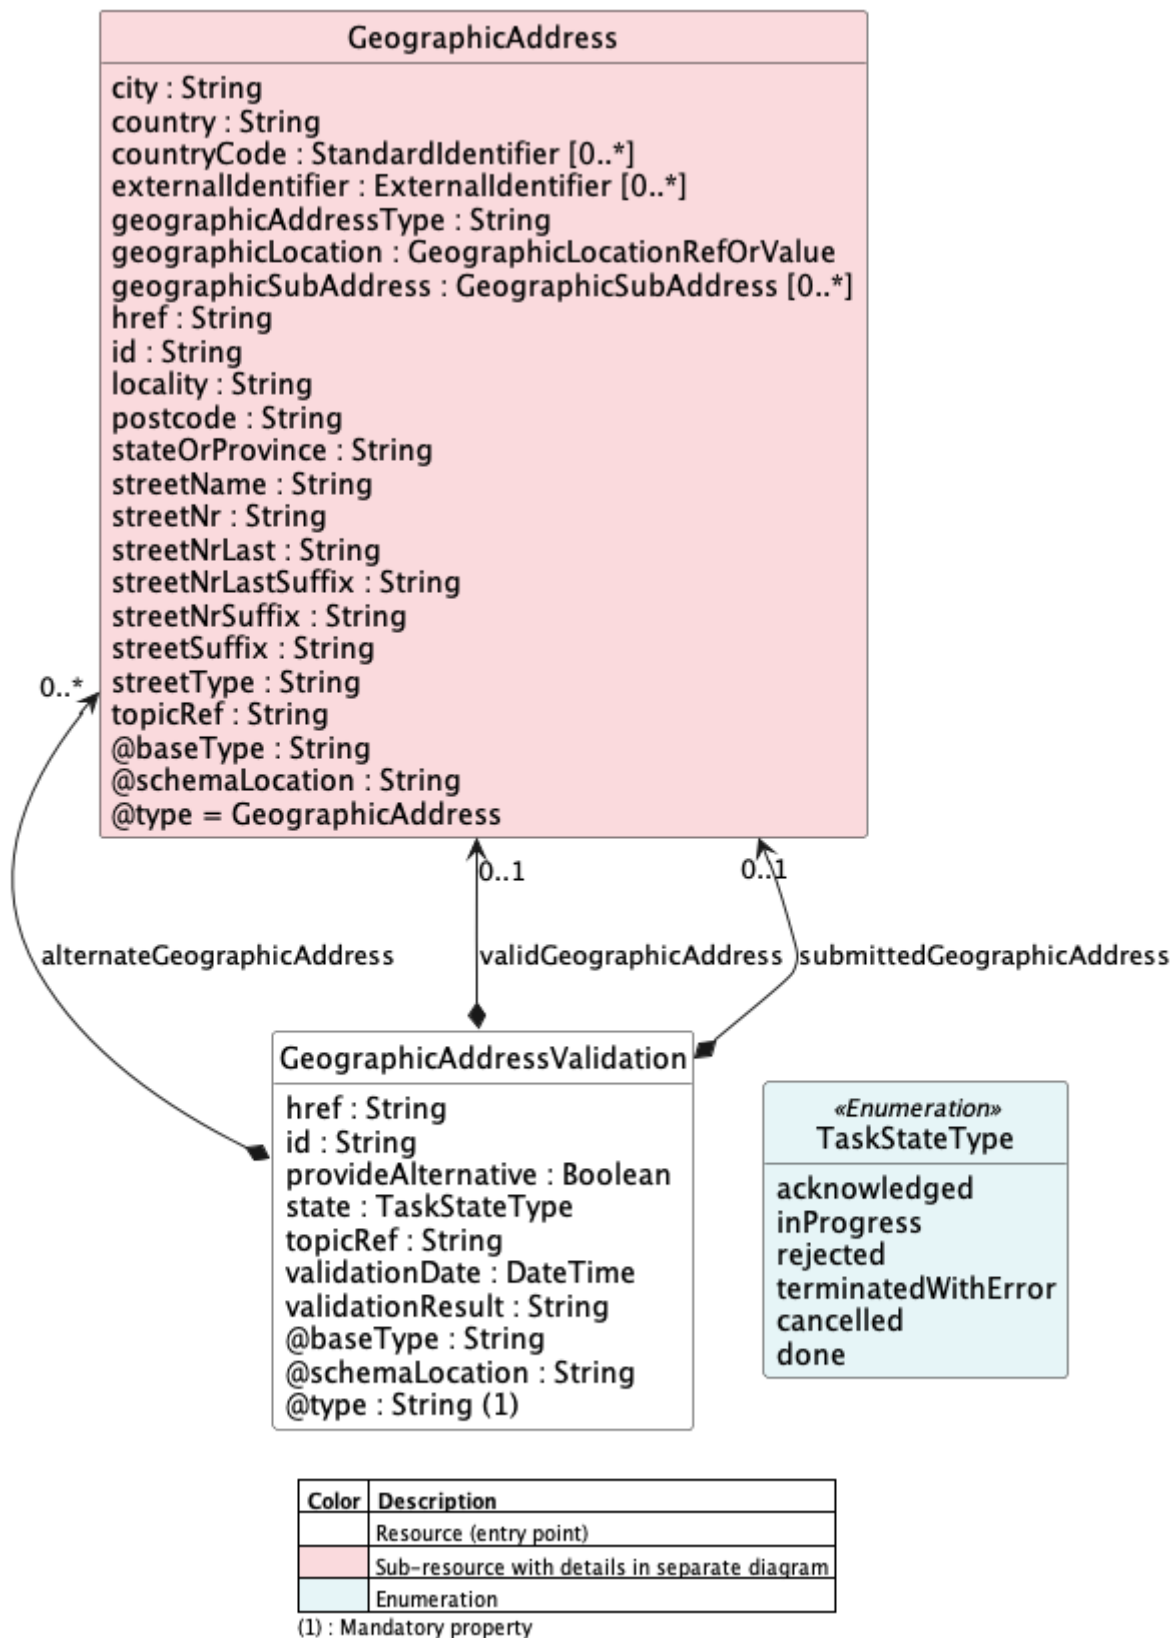 GeographicAddress
city : String
country : String
countryCode : StandardIdentifier [0..*]
externalIdentifier : ExternalIdentifier [0..*]
geographicAddressType : String
geographicLocation : GeographicLocationRefOrValue
geographicSubAddress : GeographicSubAddress [0..*]
href : String
id : String
locality : String
postcode : String
stateOrProvince : String
streetName : String
streetNr : String
streetNrLast : String
streetNrLastSuffix : String
streetNrSuffix : String
streetSuffix : String
streetType : String
topicRef : String
@baseType : String
@schemaLocation : String
@type = GeographicAddress
0..*
0..1
0..1
alternateGeographicAddress
validGeographicAddress
submittedGeographicAddress
GeographicAddressValidation
href : String
id : String
provideAlternative : Boolean
state : TaskStateType
topicRef : String
validationDate : DateTime
validationResult : String
@baseType : String
@schemaLocation : String
@type : String (1)
«Enumeration»
TaskStateType
acknowledged
inProgress
rejected
terminatedWithError
cancelled
done
Color Description
Resource (entry point)
Sub-resource with details in separate diagram
Enumeration
(1) : Mandatory property